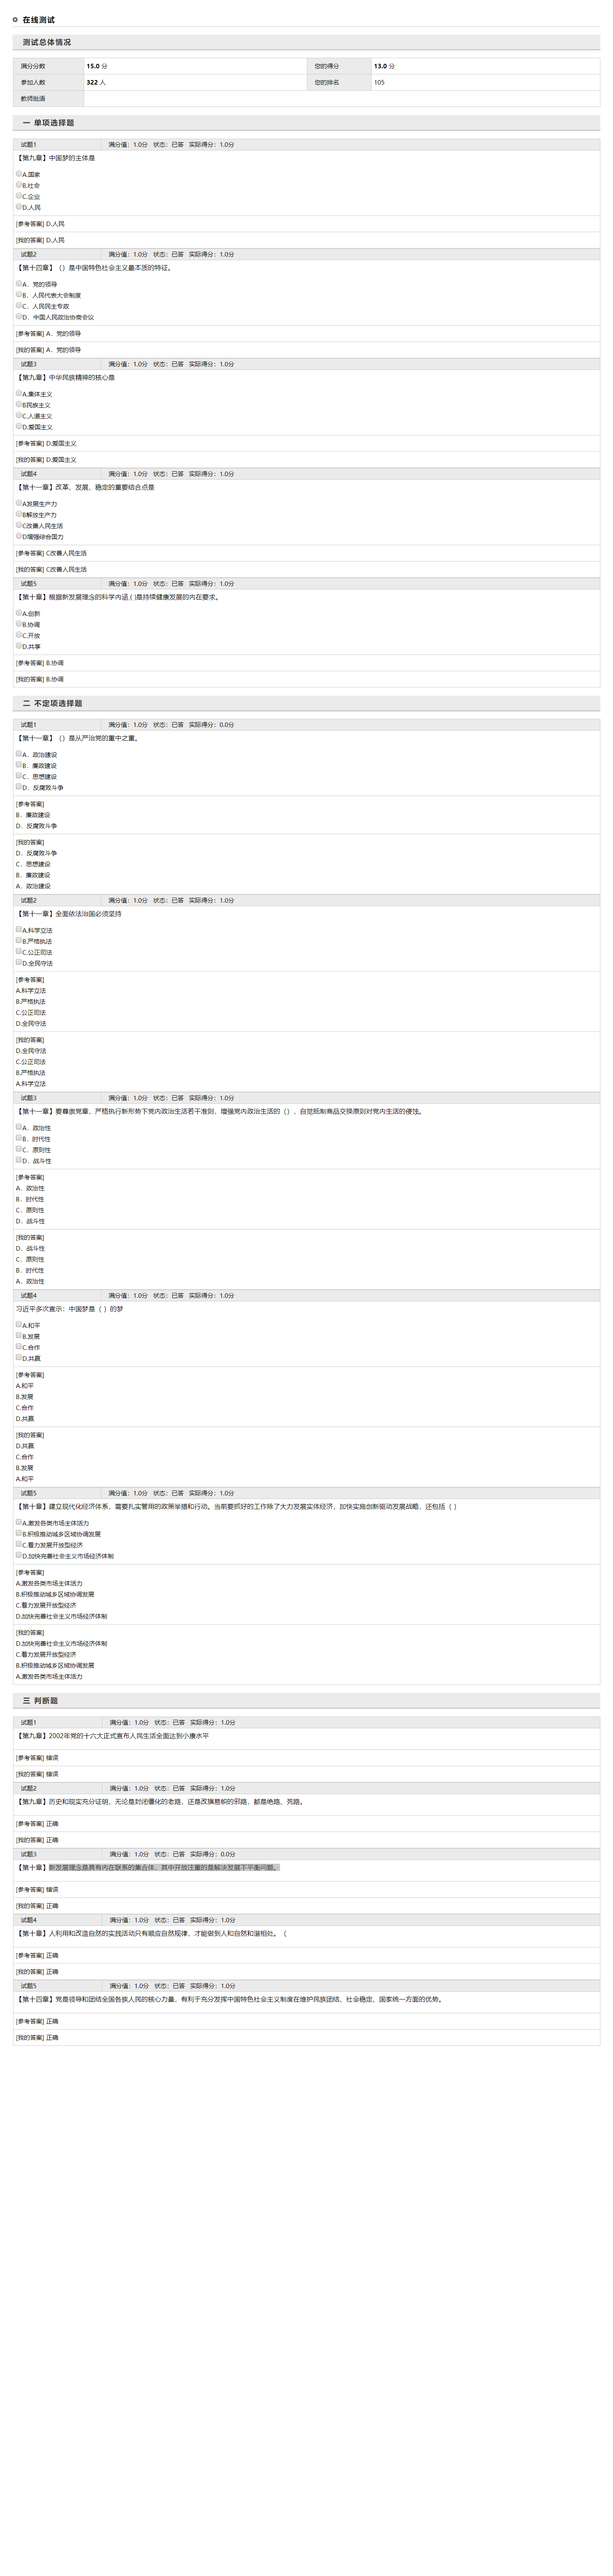 在线测试
测试总体情况
满分分数 15.0 分 您的得分 13.0 分
参加人数 322 人 您的排名 105
教师批语
一 单项选择题
试题1 满分值：1.0分 状态：已答 实际得分：1.0分
【第九章】中国梦的主体是
A.国家
B.社会
C.企业
D.人民
[参考答案] D.人民
[我的答案] D.人民
试题2 满分值：1.0分 状态：已答 实际得分：1.0分
【第十四章】（）是中国特色社会主义最本质的特征。
A．党的领导
B．人民代表大会制度
C．人民民主专政
D．中国人民政治协商会议
[参考答案] A．党的领导
[我的答案] A．党的领导
试题3 满分值：1.0分 状态：已答 实际得分：1.0分
【第九章】中华民族精神的核心是
A.集体主义
B民族主义
C.人道主义
D.爱国主义
[参考答案] D.爱国主义
[我的答案] D.爱国主义
试题4 满分值：1.0分 状态：已答 实际得分：1.0分
【第十一章】改革、发展、稳定的重要结合点是
A发展生产力
B解放生产力
C改善人民生活
D增强综合国力
[参考答案] C改善人民生活
[我的答案] C改善人民生活
试题5 满分值：1.0分 状态：已答 实际得分：1.0分
【第十章】根据新发展理念的科学内涵,( )是持续健康发展的内在要求。
A.创新
B.协调
C.开放
D.共享
[参考答案] B.协调
[我的答案] B.协调
二 不定项选择题
试题1 满分值：1.0分 状态：已答 实际得分：0.0分
【第十一章】（）是从严治党的重中之重。
A．政治建设
B．廉政建设
C．思想建设
D．反腐败斗争
[参考答案]
B．廉政建设
D．反腐败斗争
[我的答案]
D．反腐败斗争
C．思想建设
B．廉政建设
A．政治建设
试题2 满分值：1.0分 状态：已答 实际得分：1.0分
【第十一章】全面依法治国必须坚持
A.科学立法
B.严格执法
C.公正司法
D.全民守法
[参考答案]
A.科学立法
B.严格执法
C.公正司法
D.全民守法
[我的答案]
D.全民守法
C.公正司法
B.严格执法
A.科学立法
试题3 满分值：1.0分 状态：已答 实际得分：1.0分
【第十一章】要尊崇党章，严格执行新形势下党内政治生活若干准则，增强党内政治生活的（），自觉抵制商品交换原则对党内生活的侵蚀。
A．政治性
B．时代性
C．原则性
D．战斗性
[参考答案]
A．政治性
B．时代性
C．原则性
D．战斗性
[我的答案]
D．战斗性
C．原则性
B．时代性
A．政治性
试题4 满分值：1.0分 状态：已答 实际得分：1.0分
习近平多次宣示：中国梦是（ ）的梦
A.和平
B.发展
C.合作
D.共赢
[参考答案]
A.和平
B.发展
C.合作
D.共赢
[我的答案]
D.共赢
C.合作
B.发展
A.和平
试题5 满分值：1.0分 状态：已答 实际得分：1.0分
【第十章】建立现代化经济体系，需要扎实管用的政策举措和行动。当前要抓好的工作除了大力发展实体经济，加快实施创新驱动发展战略，还包括（ ）
A.激发各类市场主体活力
B.积极推动城乡区域协调发展
C.着力发展开放型经济
D.加快完善社会主义市场经济体制
[参考答案]
A.激发各类市场主体活力
B.积极推动城乡区域协调发展
C.着力发展开放型经济
D.加快完善社会主义市场经济体制
[我的答案]
D.加快完善社会主义市场经济体制
C.着力发展开放型经济
B.积极推动城乡区域协调发展
A.激发各类市场主体活力
三 判断题
试题1 满分值：1.0分 状态：已答 实际得分：1.0分
【第九章】2002年党的十六大正式宣布人民生活全面达到小康水平
[参考答案] 错误
[我的答案] 错误
试题2 满分值：1.0分 状态：已答 实际得分：1.0分
【第九章】历史和现实充分证明，无论是封闭僵化的老路，还是改旗易帜的邪路，都是绝路、死路。
[参考答案] 正确
[我的答案] 正确
试题3 满分值：1.0分 状态：已答 实际得分：0.0分
【第十章】新发展理念是具有内在联系的集合体，其中开放注重的是解决发展不平衡问题。
[参考答案] 错误
[我的答案] 正确
试题4 满分值：1.0分 状态：已答 实际得分：1.0分
【第十章】人利用和改造自然的实践活动只有顺应自然规律，才能做到人和自然和谐相处。（
[参考答案] 正确
[我的答案] 正确
试题5 满分值：1.0分 状态：已答 实际得分：1.0分
【第十四章】党是领导和团结全国各族人民的核心力量，有利于充分发挥中国特色社会主义制度在维护民族团结、社会稳定、国家统一方面的优势。
[参考答案] 正确
[我的答案] 正确